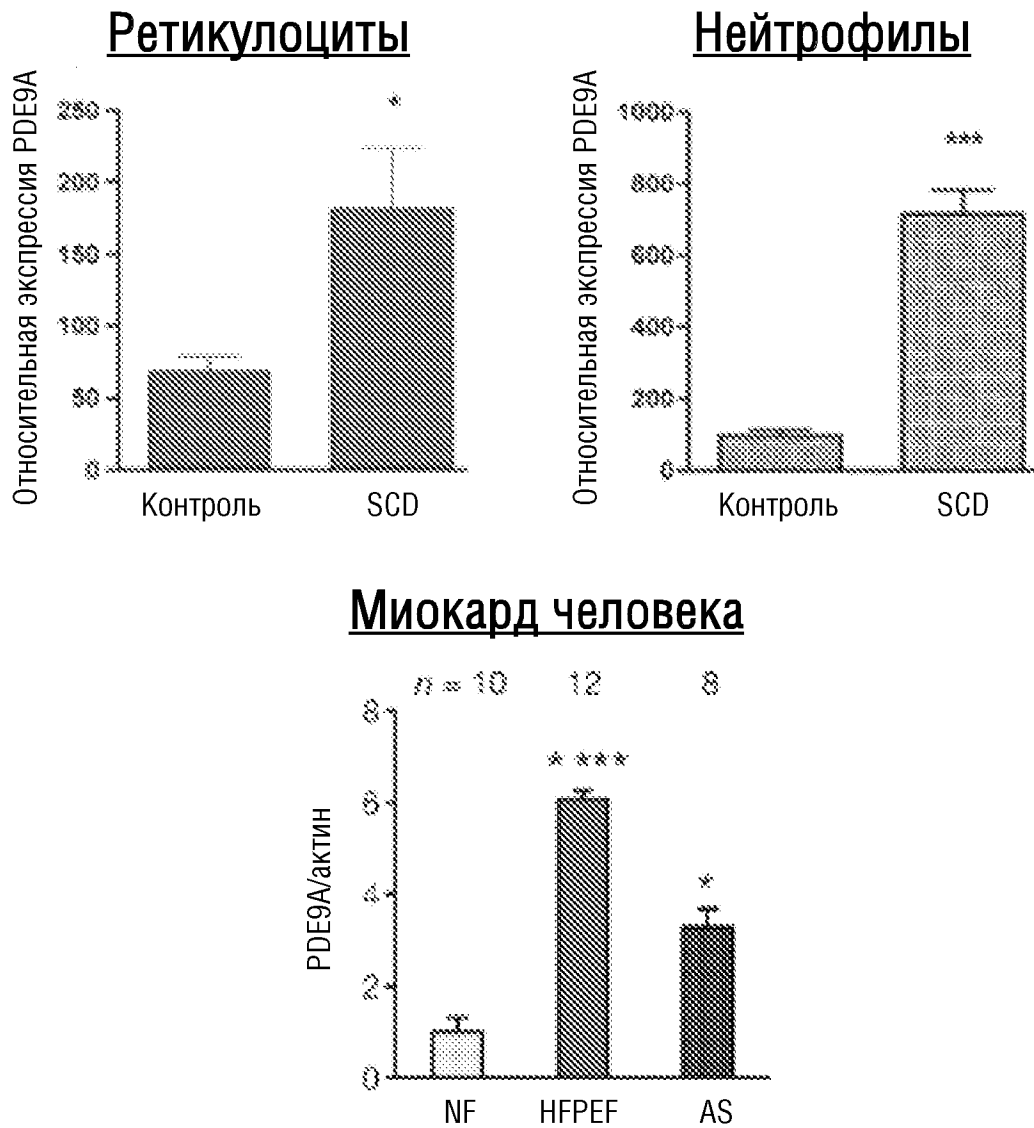 Ретикулоциты
Относительная экспрессия PDE9A
250
200
150
100
50
0
*
Контроль
SCD
Нейтрофилы
Относительная экспрессия PDE9A
1000
800
600
400
200
0
***
Контроль
SCD
Миокард человека
n = 10
12
8
PDE9A/актин
8
6
4
2
0
* ***
*
NF
HFPEF
AS